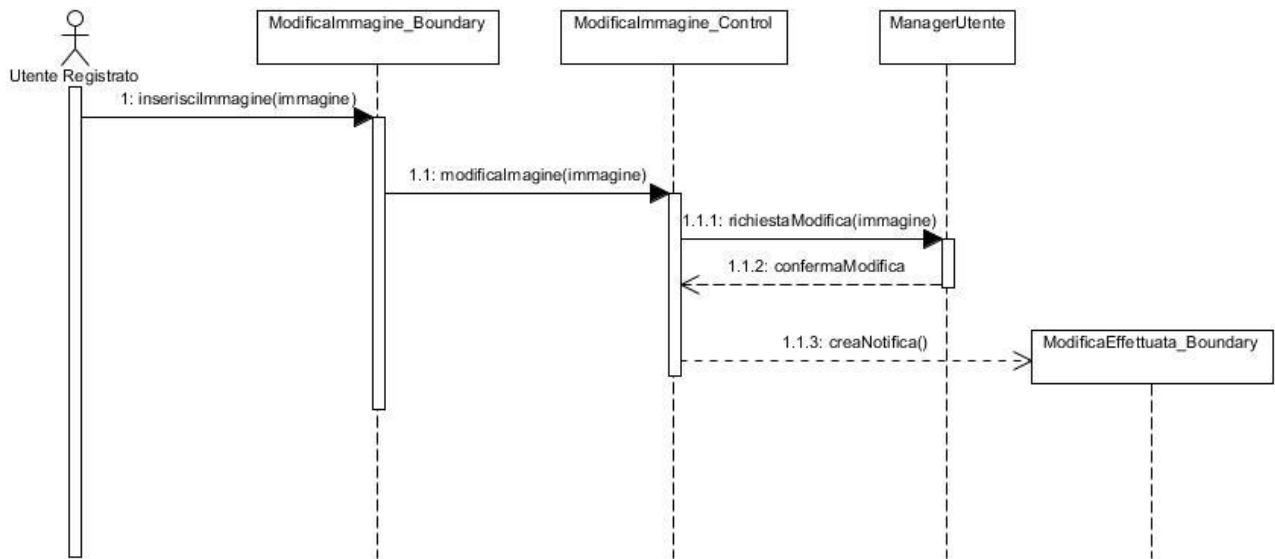 ModificaImmagine_Boundary
ModificaImmagine_Control
ManagerUtente
Utente Registrato
1: inserisciImmagine(immagine)
1.1: modificaImagine(immagine)
1.1.1: richiestaModifica(immagine)
1.1.2: confermaModifica
1.1.3: creaNotifica()
ModificaEffettuata_Boundary